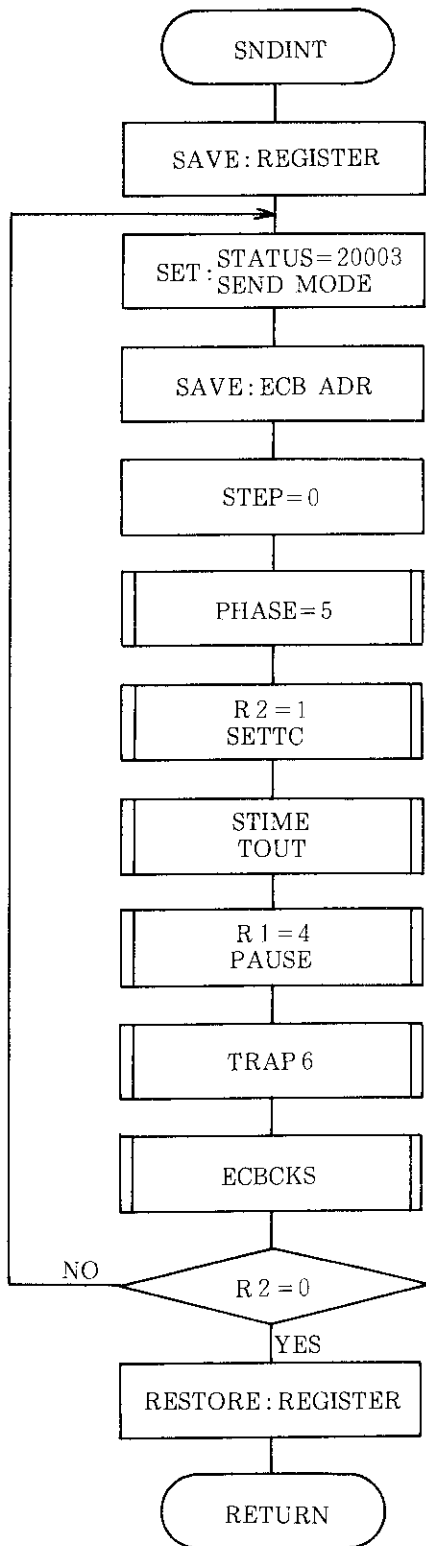 SNDINT
SAVE:REGISTER
SET: STATUS=20003
SEND MODE
SAVE:ECB ADR
STEP=0
PHASE=5
R2=1
SETTC
STIME
TOUT
R1=4
PAUSE
TRAP6
ECBCKS
NO
R2=0
YES
RESTORE:REGISTER
RETURN